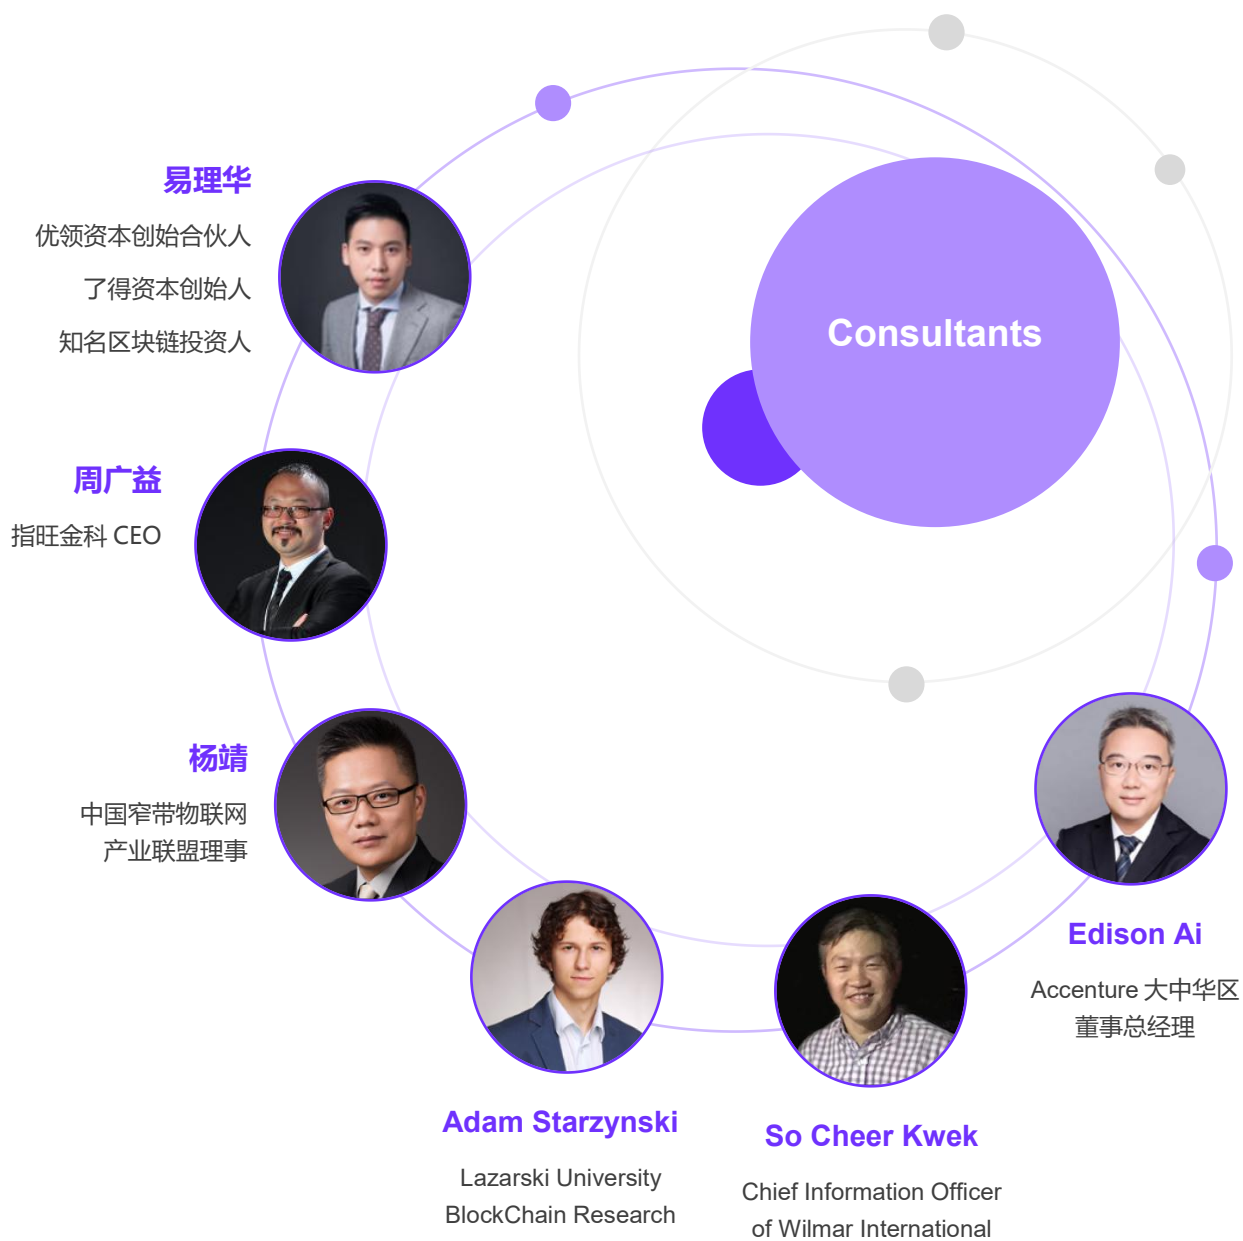 Consultants
易理华
优领资本创始合伙人
了得资本创始人
知名区块链投资人
周广益
指旺金科 CEO
杨靖
中国窄带物联网
产业联盟理事
Adam Starzynski
Lazarski University
BlockChain Research
So Cheer Kwek
Chief Information Officer
of Wilmar International
Edison Ai
Accenture 大中华区
董事总经理